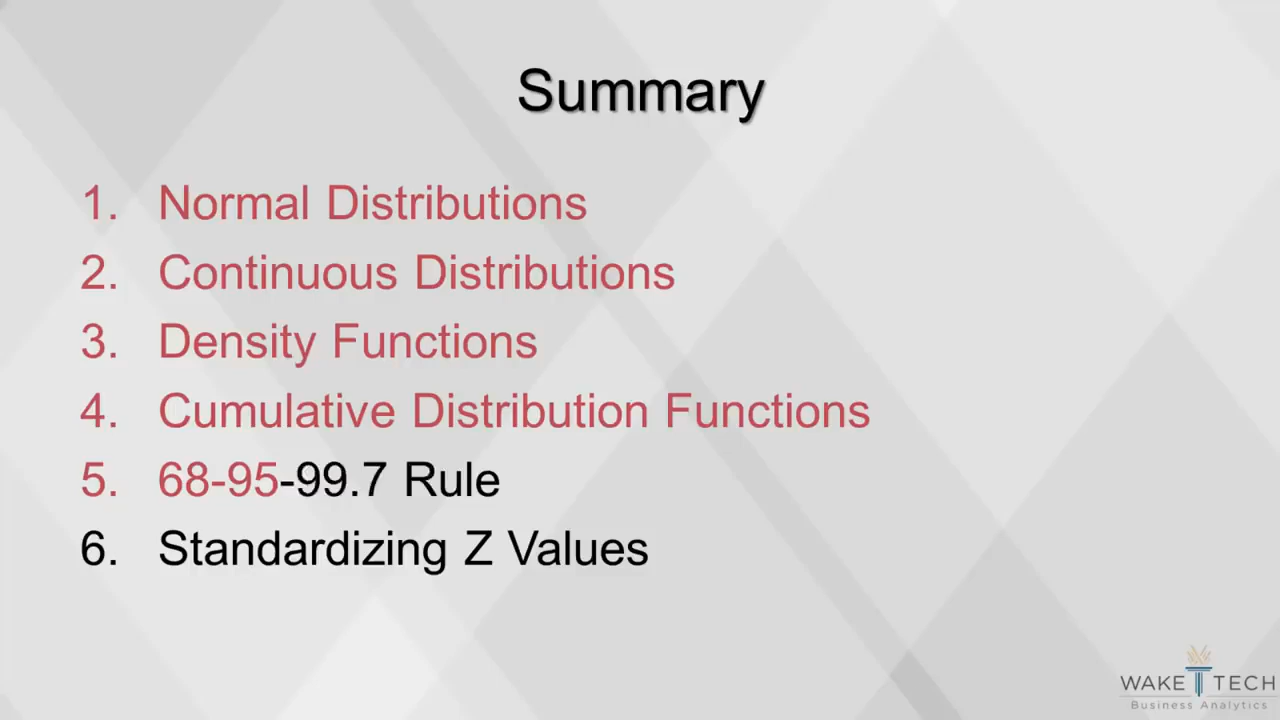 Summary
1. Normal Distributions
2. Continuous Distributions
3. Density Functions
4. Cumulative Distribution Functions
5. 68-95-99.7 Rule
6. Standardizing Z Values
WAKE TECH
Business Analytics